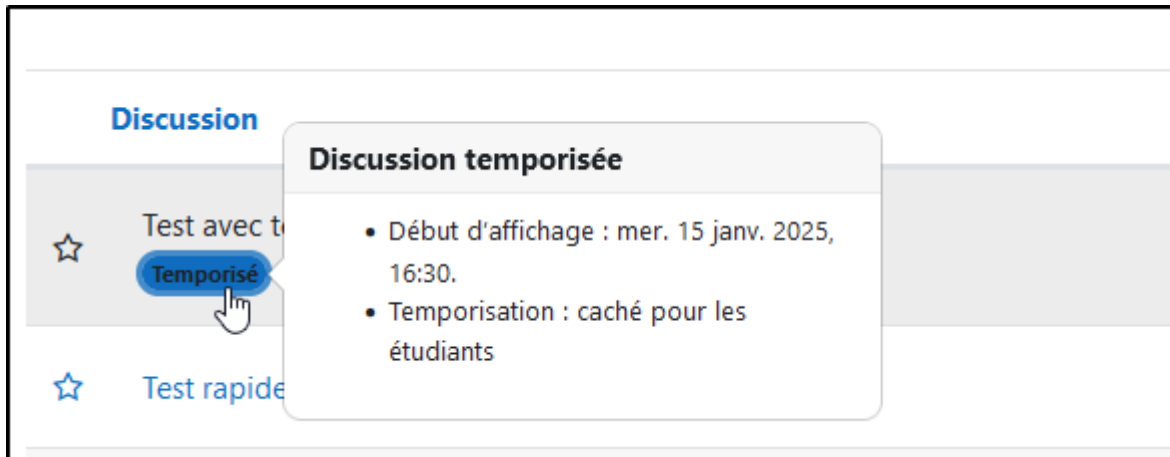 Discussion
Discussion temporisée
Test avec
• Début d'affichage : mer. 15 janv. 2025,
16:30.
Temporisé
• Temporisation : caché pour les
étudiants
Test rapide